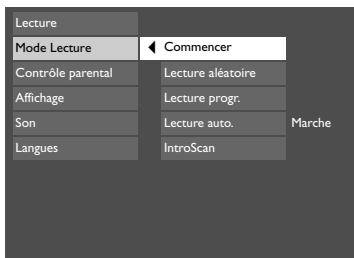 Lecture
Mode Lecture
Commencer
Contrôle parental
Lecture aléatoire
Affichage
Lecture progr.
Son
Lecture auto.
Marche
Langues
IntroScan